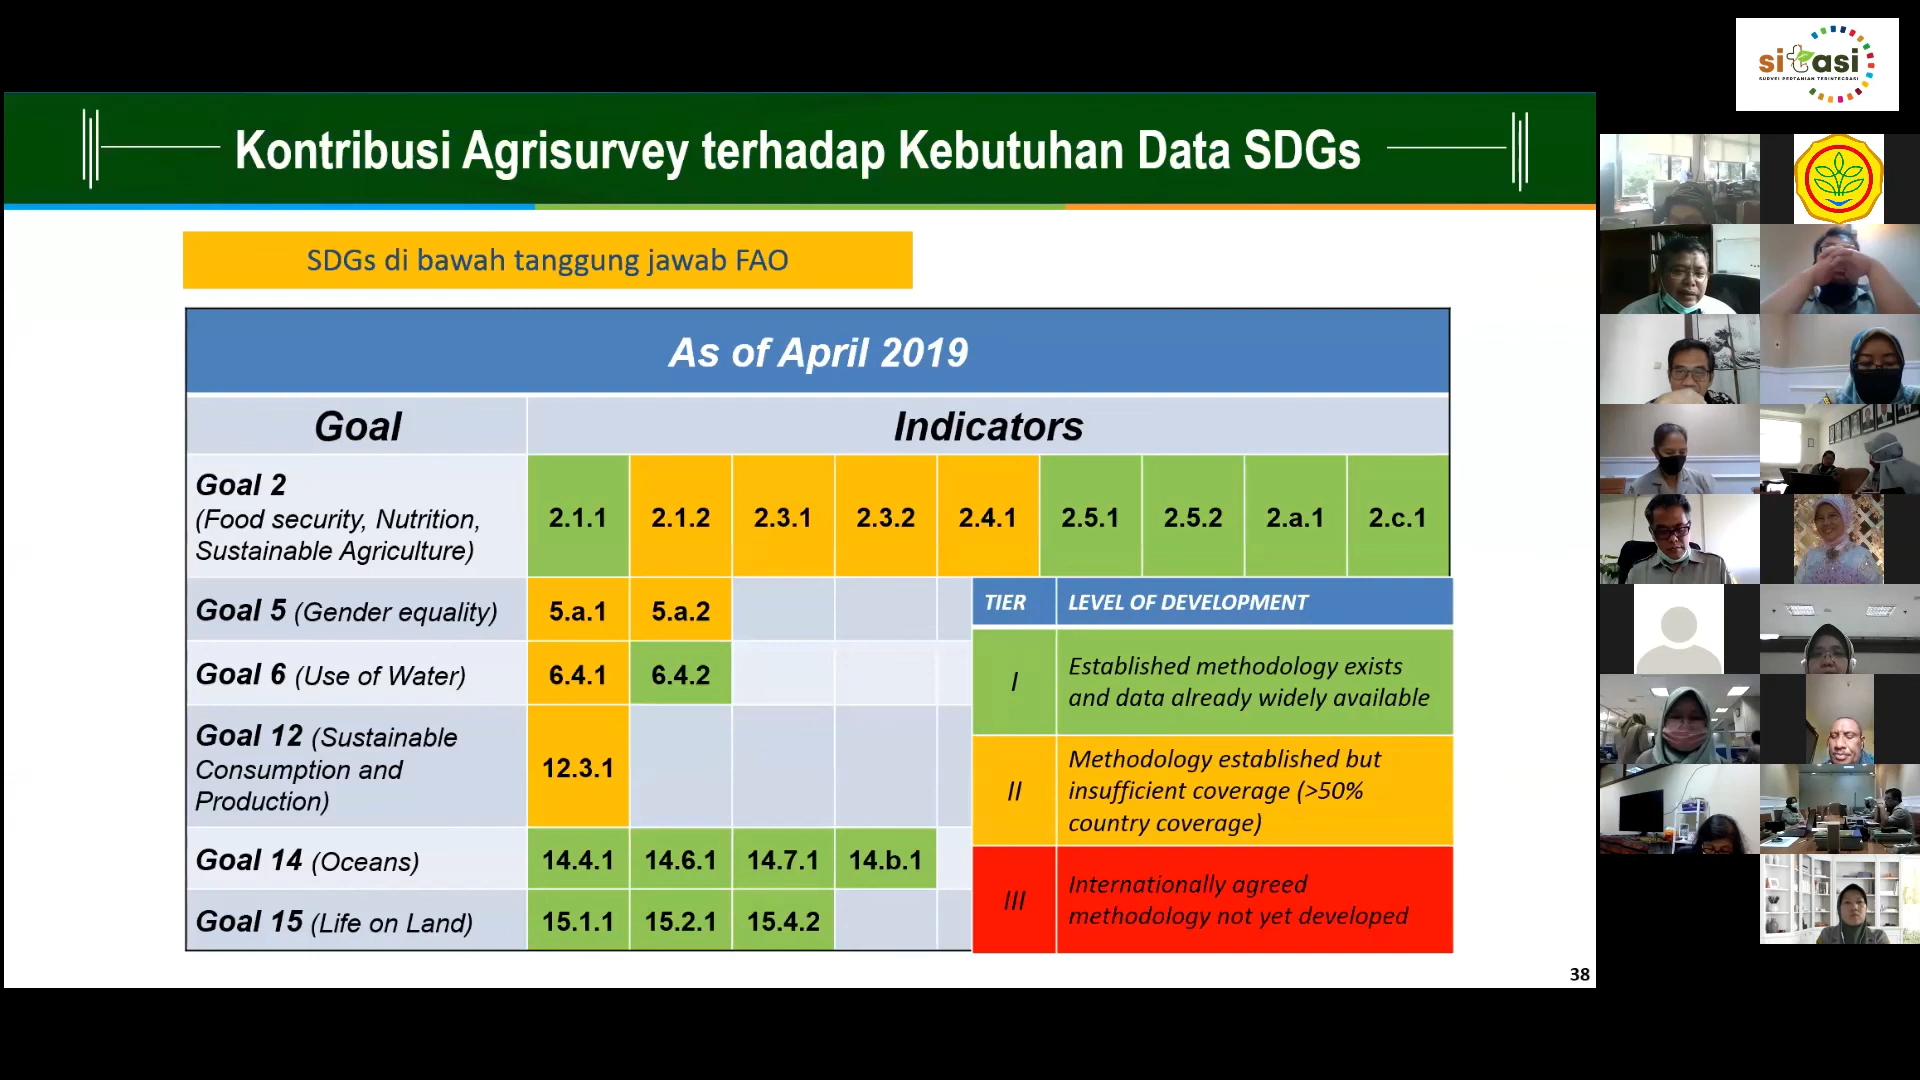 sitasi
SURVEI PERTANIAN TERINTEGRASI
Kontribusi Agrisurvey terhadap Kebutuhan Data SDGs
SDGs di bawah tanggung jawab FAO
As of April 2019
Goal Indicators
Goal 2
(Food security, Nutrition,
Sustainable Agriculture)
2.1.1 2.1.2 2.3.1 2.3.2 2.4.1 2.5.1 2.5.2 2.a.1 2.c.1
Goal 5 (Gender equality) 5.a.1 5.a.2
Goal 6 (Use of Water) 6.4.1 6.4.2
Goal 12 (Sustainable
Consumption and
Production)
12.3.1
Goal 14 (Oceans) 14.4.1 14.6.1 14.7.1 14.b.1
Goal 15 (Life on Land) 15.1.1 15.2.1 15.4.2
TIER LEVEL OF DEVELOPMENT
I
Established methodology exists
and data already widely available
II
Methodology established but
insufficient coverage (>50%
country coverage)
III
Internationally agreed
methodology not yet developed
38